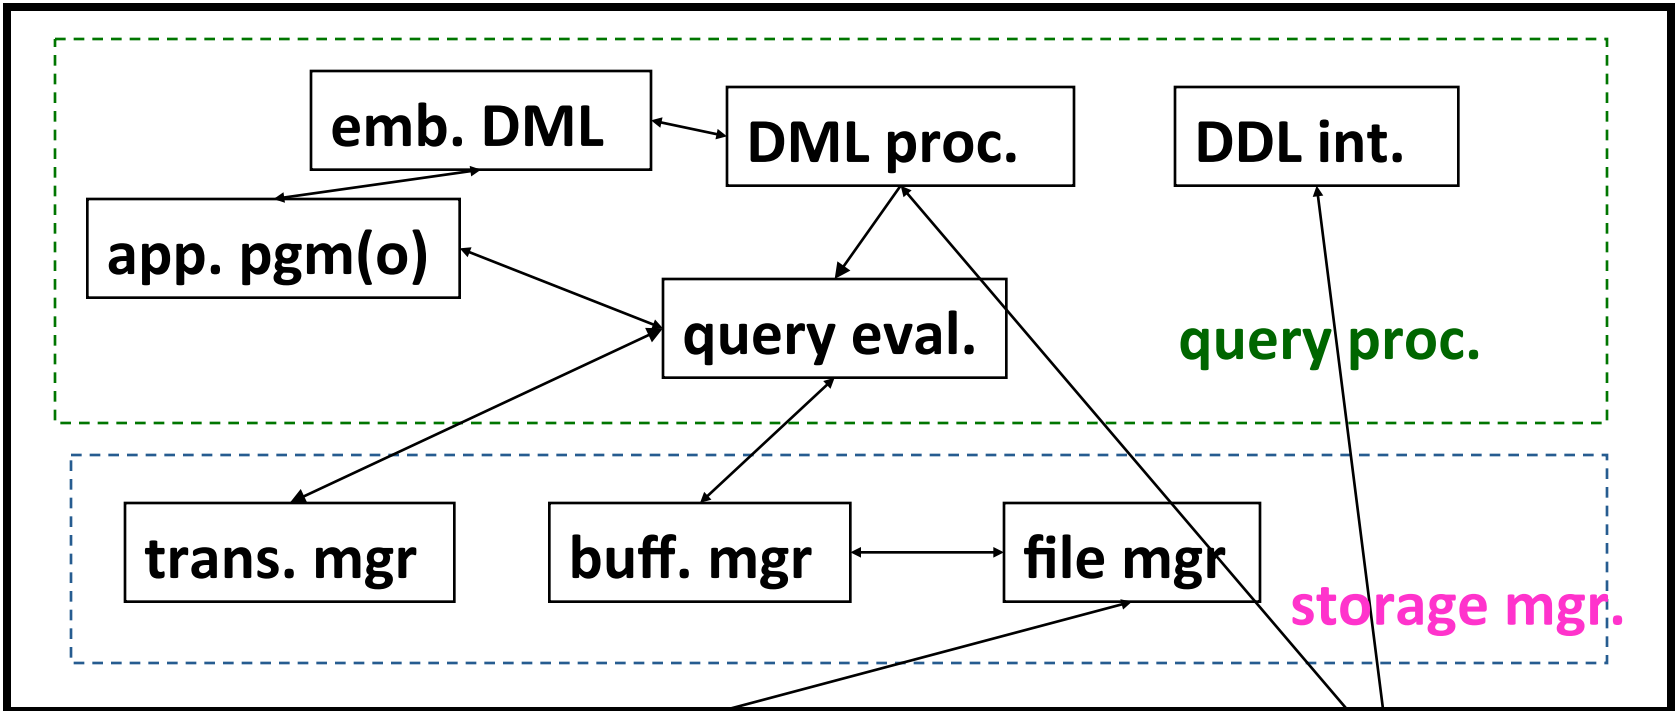 emb. DML
DML proc.
DDL int.
app. pgm(o)
query eval.
query proc.
trans. mgr
buff. mgr
file mgr
storage mgr.